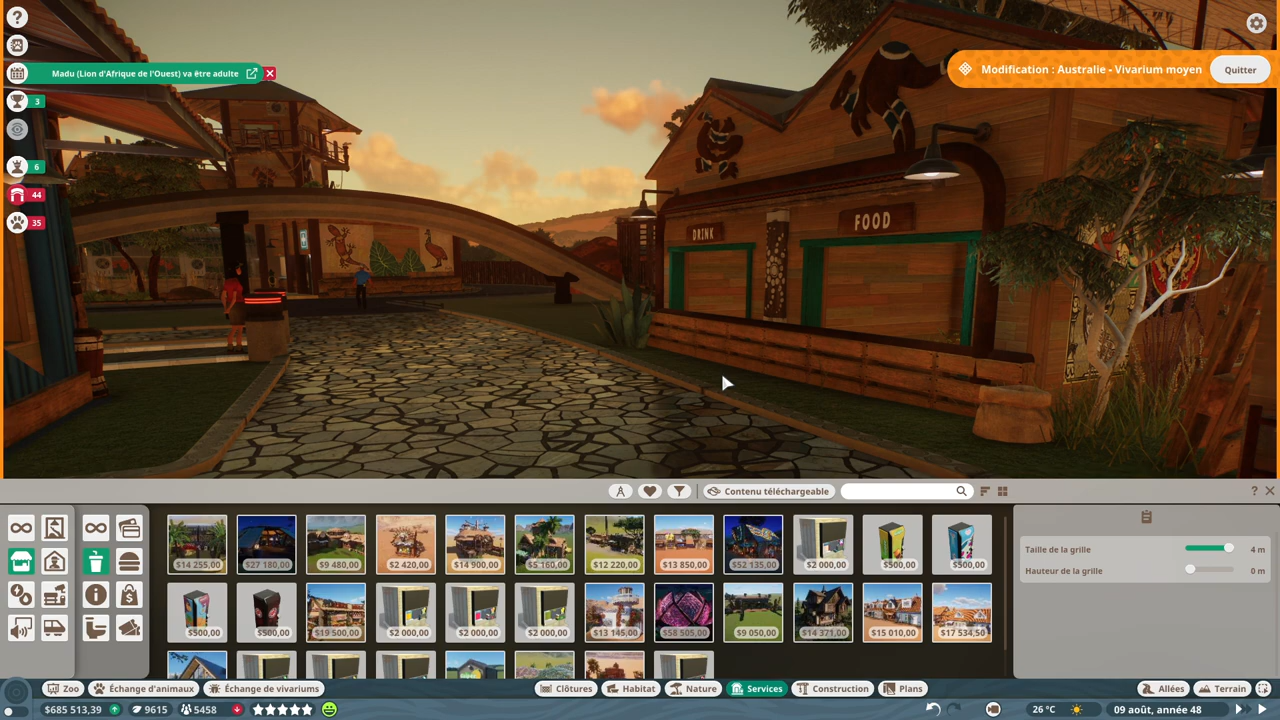 ?
Madu (Lion d'Afrique de l'Ouest) va être adulte
3
6
44
35
Modification : Australie - Vivarium moyen
Quitter
DRINK
FOOD
Contenu téléchargeable
?
$14 255,00
$27 180,00
$9 480,00
$2 420,00
$14 900,00
$5 160,00
$12 220,00
$13 850,00
$52 135,00
$2 000,00
$500,00
$500,00
$500,00
$500,00
$19 500,00
$2 000,00
$2 000,00
$2 000,00
$13 145,00
$58 505,00
$9 050,00
$14 371,00
$15 010,00
$17 534,50
Taille de la grille
4 m
Hauteur de la grille
0 m
Zoo
Échange d'animaux
Échange de vivariums
Clôtures
Habitat
Nature
Services
Construction
Plans
Allées
Terrain
$685 513,39
9615
5458
26 °C
09 août, année 48